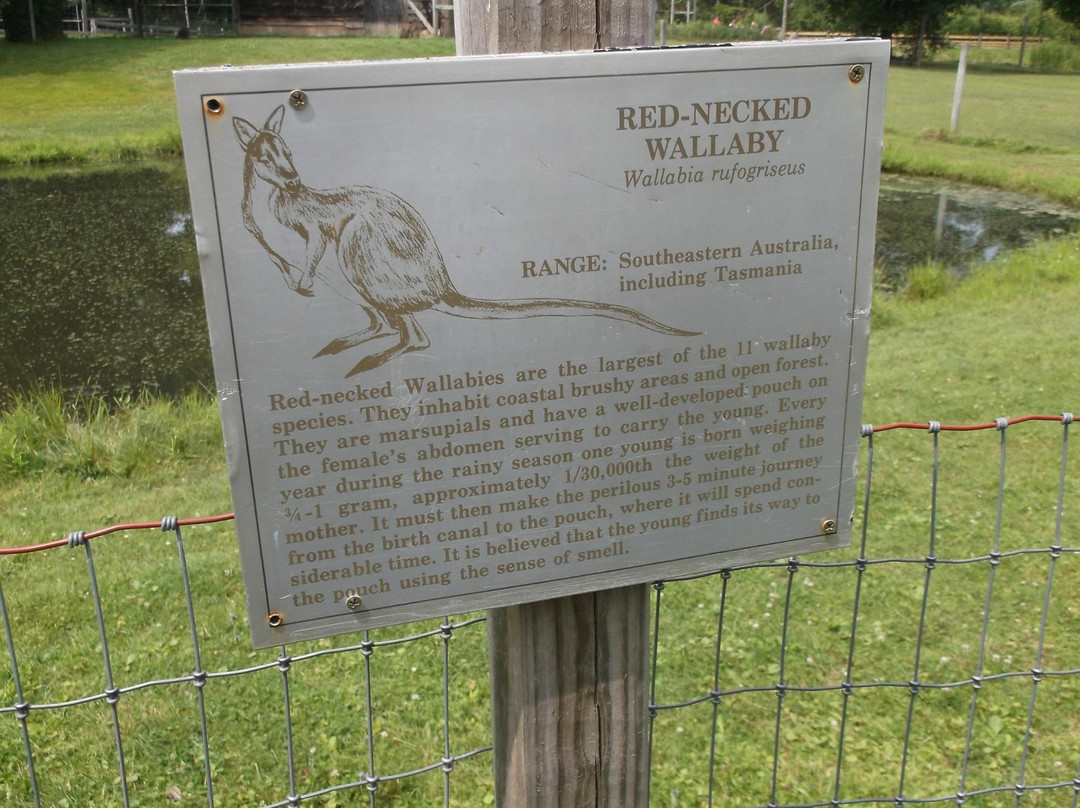 RED-NECKED
WALLABY
Wallabia rufogriseus
RANGE: Southeastern Australia,
including Tasmania
Red-necked Wallabies are the largest of the 11 wallaby
species. They inhabit coastal brushy areas and open forest.
They are marsupials and have a well-developed pouch on
the female's abdomen serving to carry the young. Every
year during the rainy season one young is born weighing
¾-1 gram, approximately 1/30,000th the weight of the
mother. It must then make the perilous 3-5 minute journey
from the birth canal to the pouch, where it will spend con-
siderable time. It is believed that the young finds its way to
the pouch using the sense of smell.